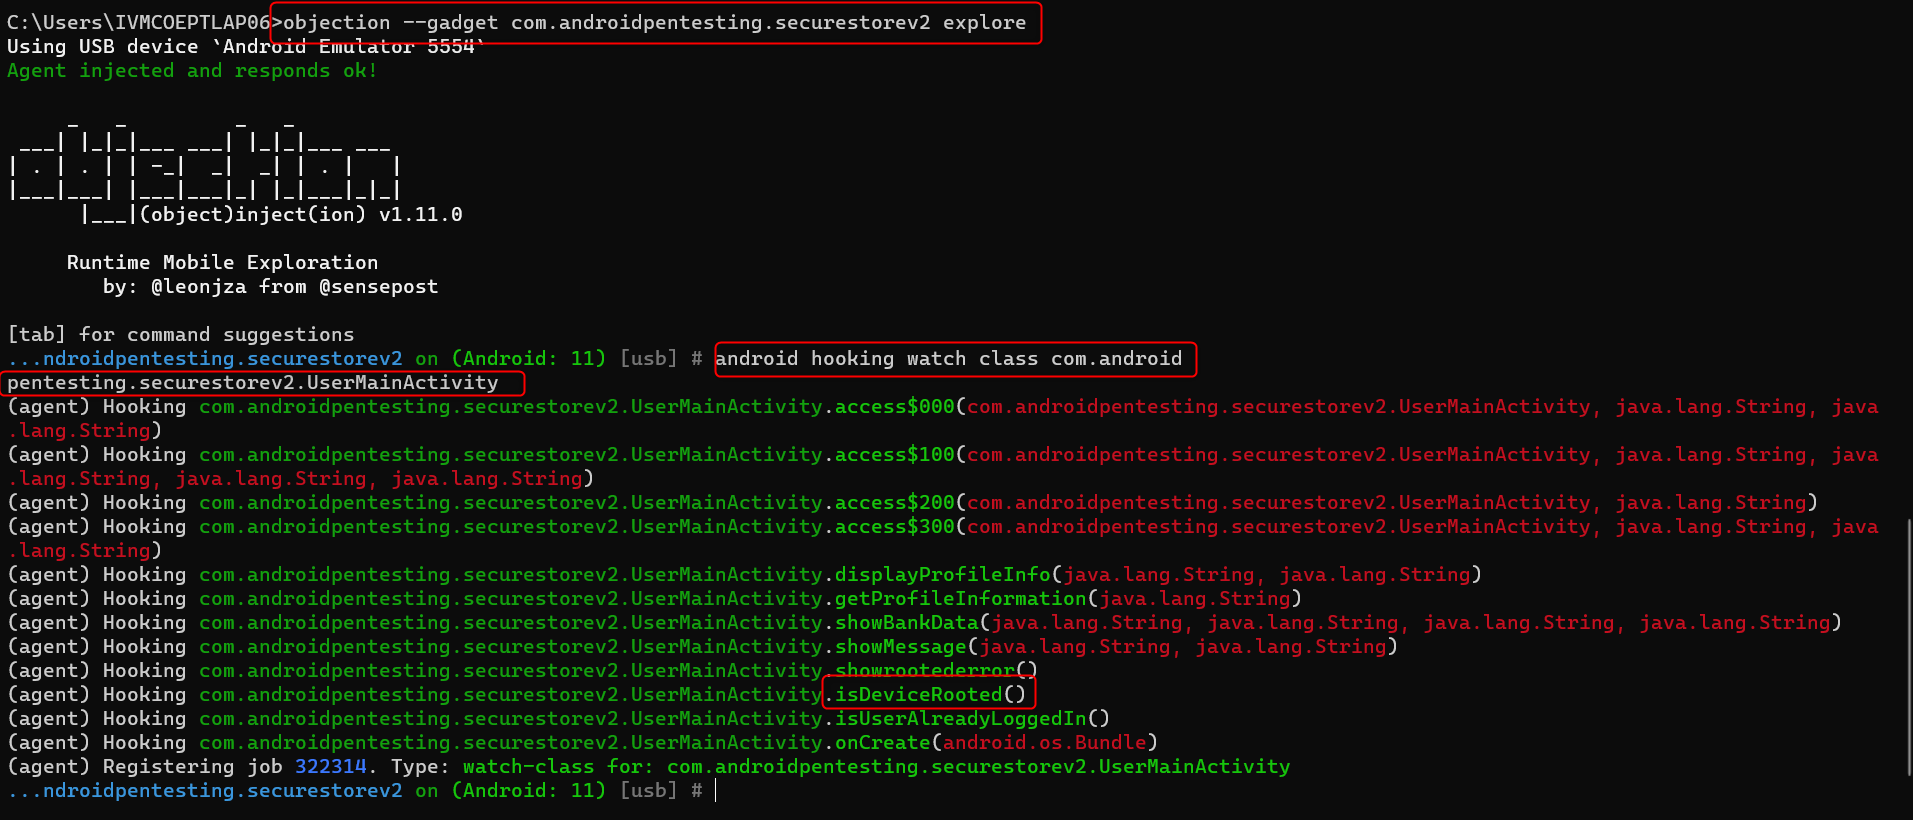 C:\Users\IVMCOEPTLAP06>objection --gadget com.androidpentesting.securestorev2 explore
Using USB device `Android Emulator 5554`
Agent injected and responds ok!
     _   _         _   _
 ___| |_|_|___ ___| |_|_|___ ___
| . | . | | -_|  _|  _| | . |   |
|___|___| |___|___|_| |_|___|_|_|
      |___|(object)inject(ion) v1.11.0
     Runtime Mobile Exploration
        by: @leonjza from @sensepost
[tab] for command suggestions
...ndroidpentesting.securestorev2 on (Android: 11) [usb] # android hooking watch class com.android
pentesting.securestorev2.UserMainActivity
(agent) Hooking com.androidpentesting.securestorev2.UserMainActivity.access$000(com.androidpentesting.securestorev2.UserMainActivity, java.lang.String, java
.lang.String)
(agent) Hooking com.androidpentesting.securestorev2.UserMainActivity.access$100(com.androidpentesting.securestorev2.UserMainActivity, java.lang.String, java
.lang.String, java.lang.String, java.lang.String)
(agent) Hooking com.androidpentesting.securestorev2.UserMainActivity.access$200(com.androidpentesting.securestorev2.UserMainActivity, java.lang.String)
(agent) Hooking com.androidpentesting.securestorev2.UserMainActivity.access$300(com.androidpentesting.securestorev2.UserMainActivity, java.lang.String, java
.lang.String)
(agent) Hooking com.androidpentesting.securestorev2.UserMainActivity.displayProfileInfo(java.lang.String, java.lang.String)
(agent) Hooking com.androidpentesting.securestorev2.UserMainActivity.getProfileInformation(java.lang.String)
(agent) Hooking com.androidpentesting.securestorev2.UserMainActivity.showBankData(java.lang.String, java.lang.String, java.lang.String, java.lang.String)
(agent) Hooking com.androidpentesting.securestorev2.UserMainActivity.showMessage(java.lang.String, java.lang.String)
(agent) Hooking com.androidpentesting.securestorev2.UserMainActivity.showrootederror()
(agent) Hooking com.androidpentesting.securestorev2.UserMainActivity.isDeviceRooted()
(agent) Hooking com.androidpentesting.securestorev2.UserMainActivity.isUserAlreadyLoggedIn()
(agent) Hooking com.androidpentesting.securestorev2.UserMainActivity.onCreate(android.os.Bundle)
(agent) Registering job 322314. Type: watch-class for: com.androidpentesting.securestorev2.UserMainActivity
...ndroidpentesting.securestorev2 on (Android: 11) [usb] #